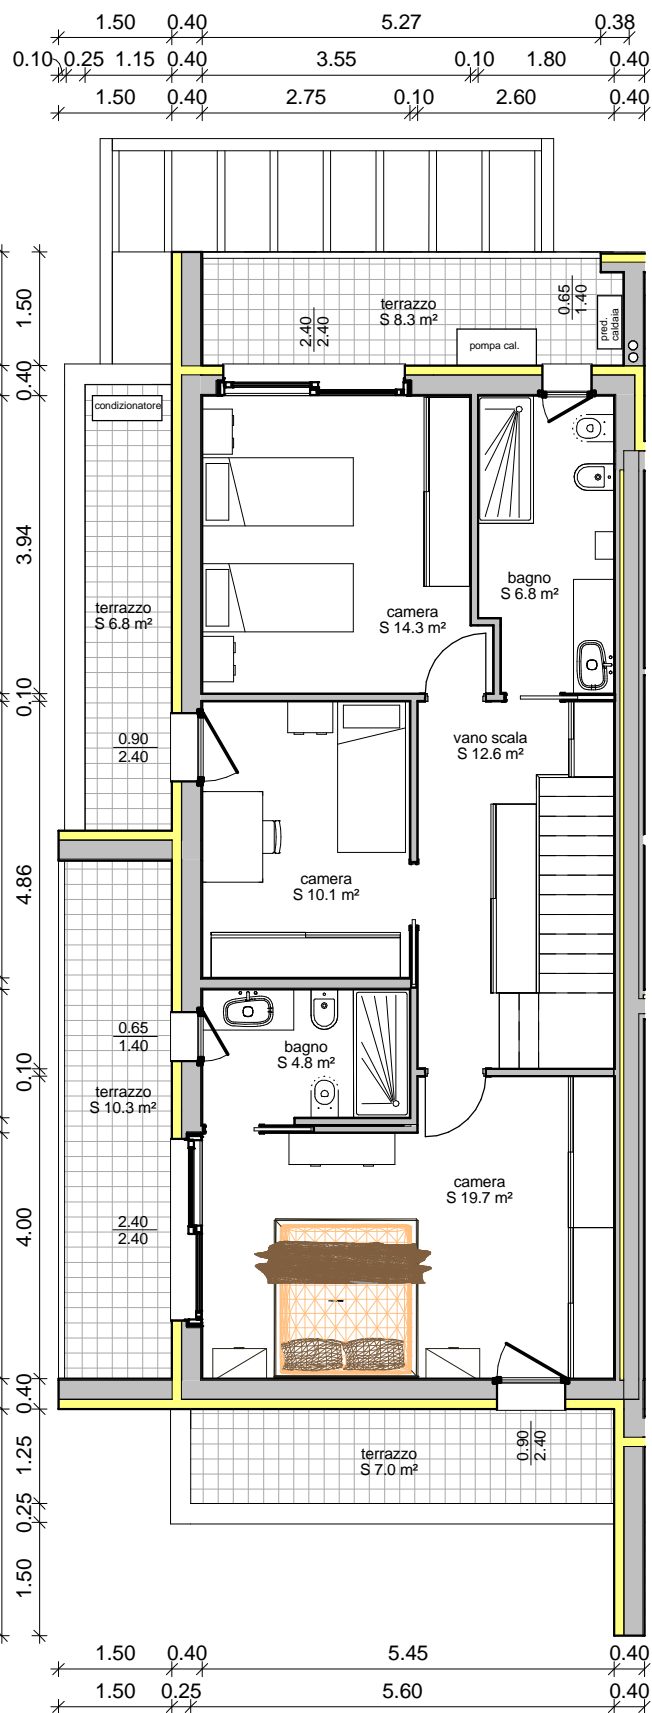 1.50 0.40 5.27 0.38
0.10 0.25 1.15 0.40 3.55 0.10 1.80 0.40
1.50 0.40 2.75 0.10 2.60 0.40
1.50
0.40
3.94
0.10
4.86
0.10
4.00
0.40
1.25
0.25
1.50
terrazzo
S 8.3 m²
2.40
2.40
0.65
1.40
pred.
caldaia
pompa cal.
condizionatore
terrazzo
S 6.8 m²
camera
S 14.3 m²
bagno
S 6.8 m²
0.90
2.40
vano scala
S 12.6 m²
camera
S 10.1 m²
0.65
1.40
bagno
S 4.8 m²
terrazzo
S 10.3 m²
camera
S 19.7 m²
2.40
2.40
terrazzo
S 7.0 m²
0.90
2.40
1.50 0.40 5.45 0.40
1.50 0.25 5.60 0.40